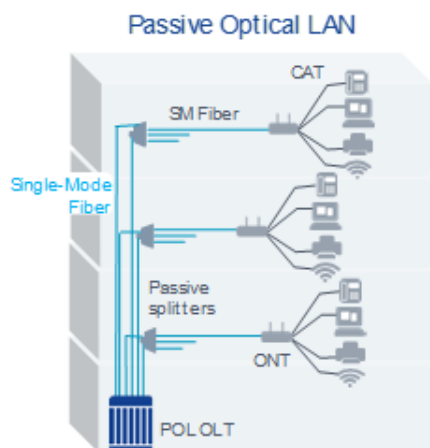 Passive Optical LAN
CAT
SM Fiber
Single-Mode
Fiber
Passive
splitters
ONT
POL OLT